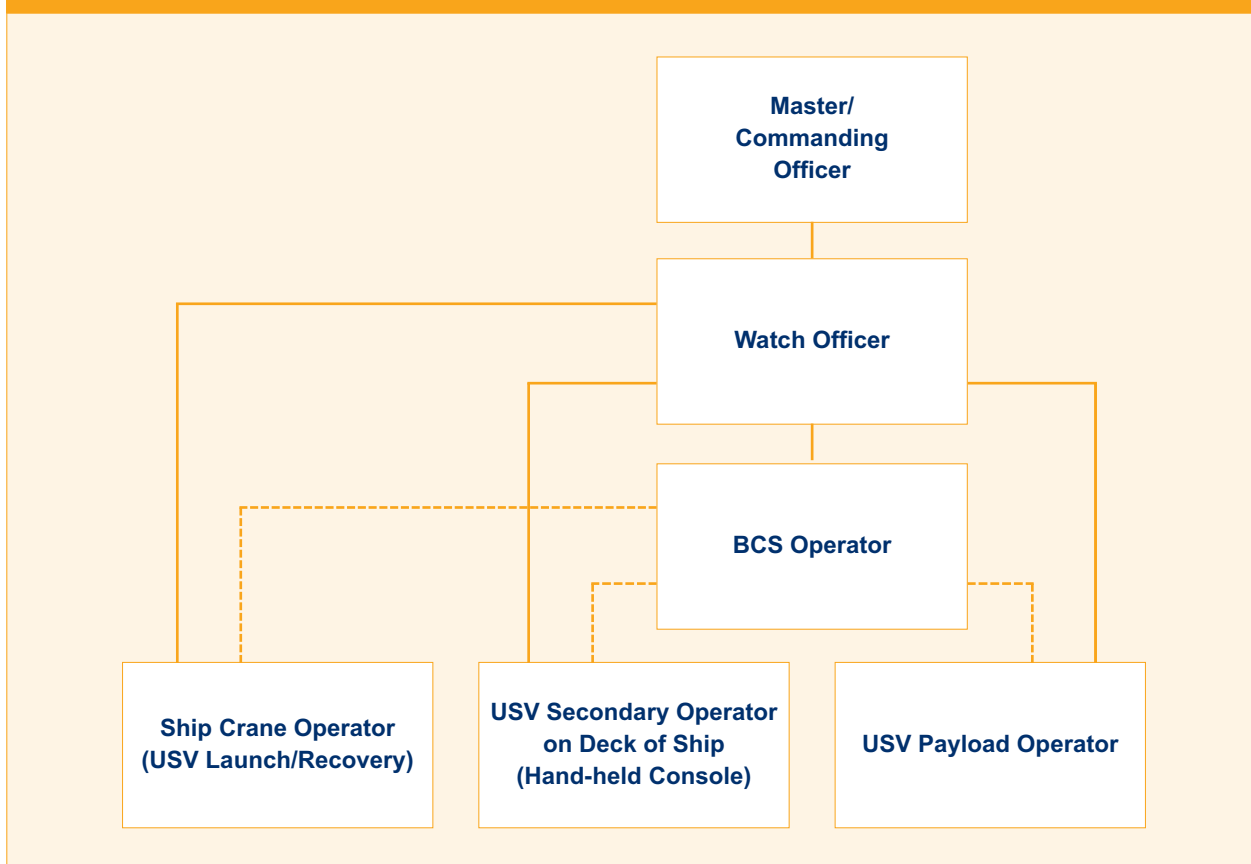 Master/
Commanding
Officer
Watch Officer
BCS Operator
Ship Crane Operator
(USV Launch/Recovery)
USV Secondary Operator
on Deck of Ship
(Hand-held Console)
USV Payload Operator